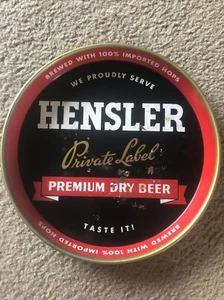 BREWED WITH 100% IMPORTED HOPS
WE PROUDLY SERVE
HENSLER
Private Label
PREMIUM DRY BEER
TASTE IT!
BREWED WITH 100% IMPORTED HOPS